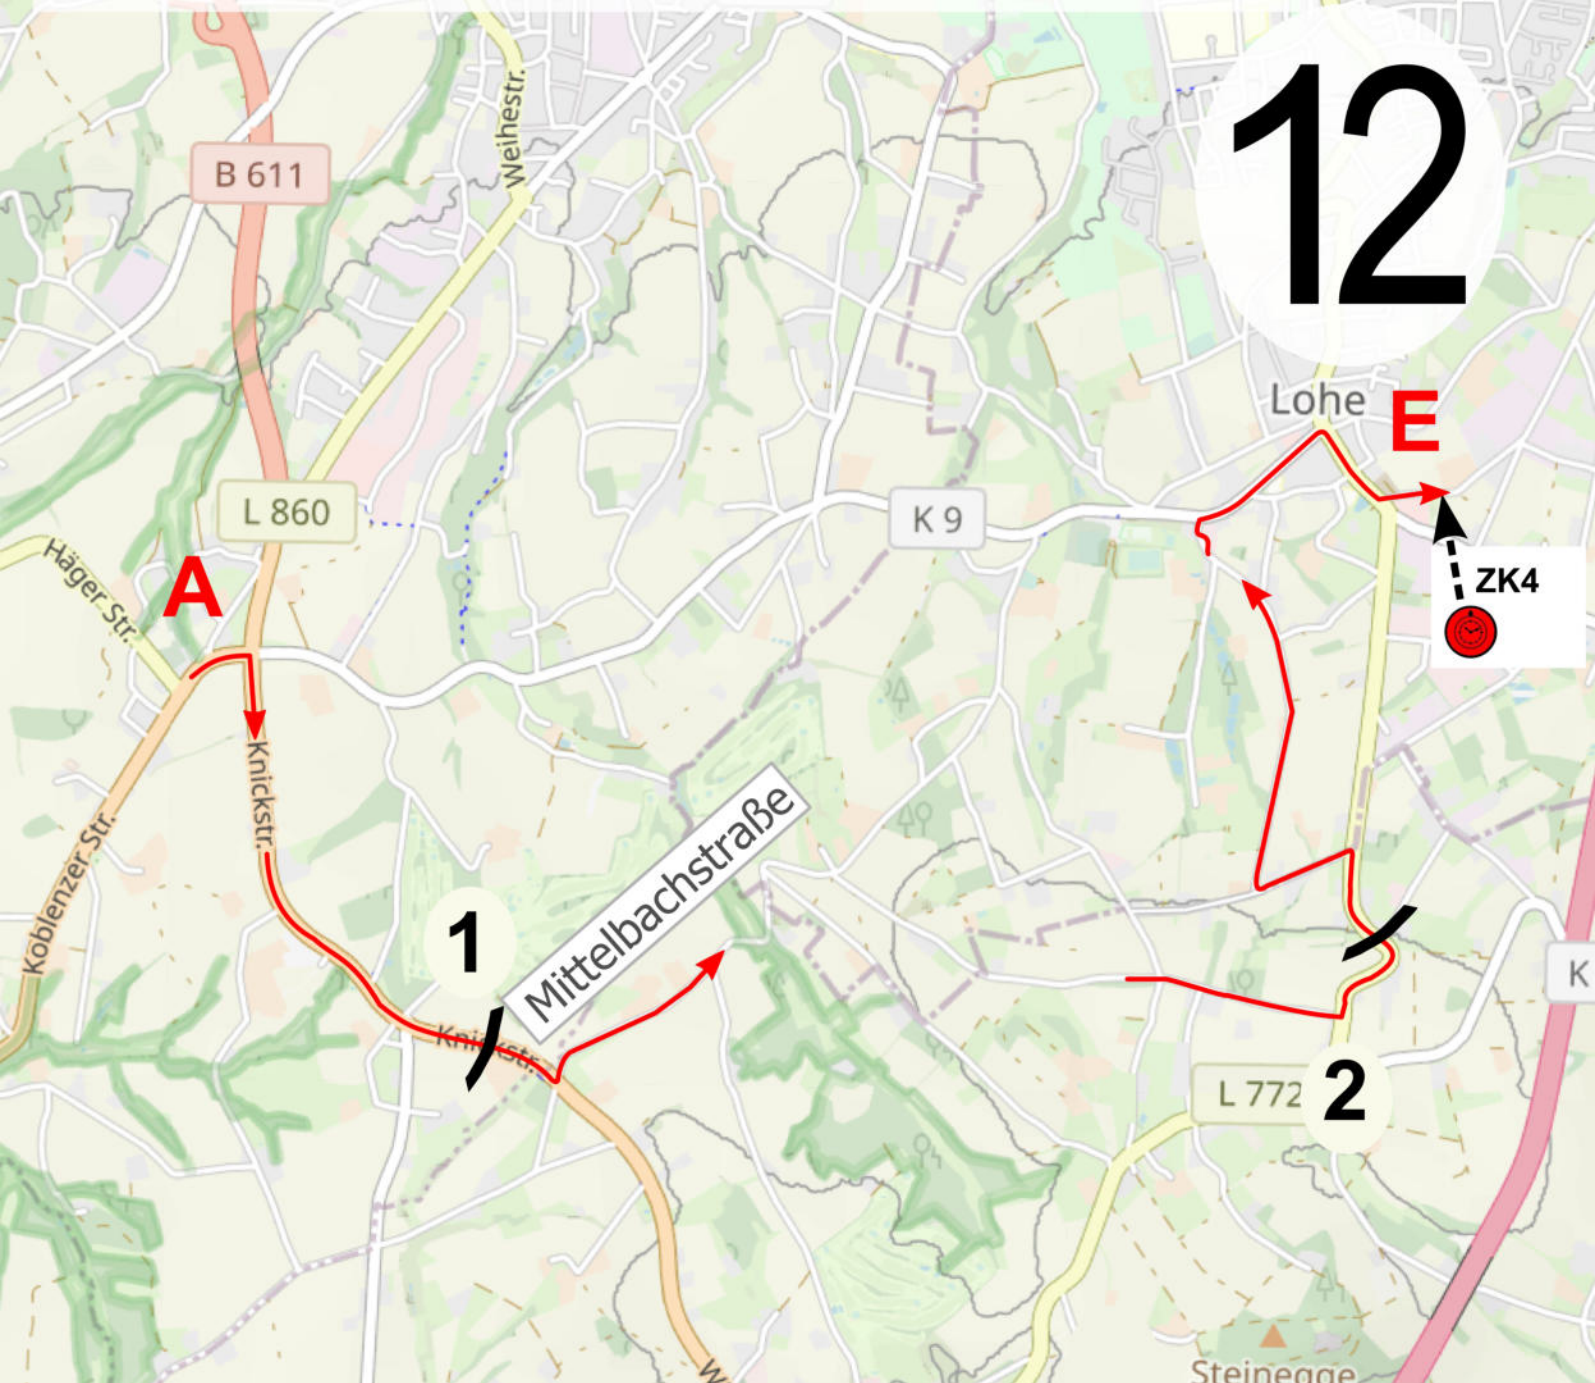 12
Weihestr.
B 611
Lohe
E
L 860
K 9
Häger Str.
A
ZK4
Knickstr.
Mittelbachstraße
Koblenzer Str.
1
K
Knickstr.
L 772
2
W
Steinegge